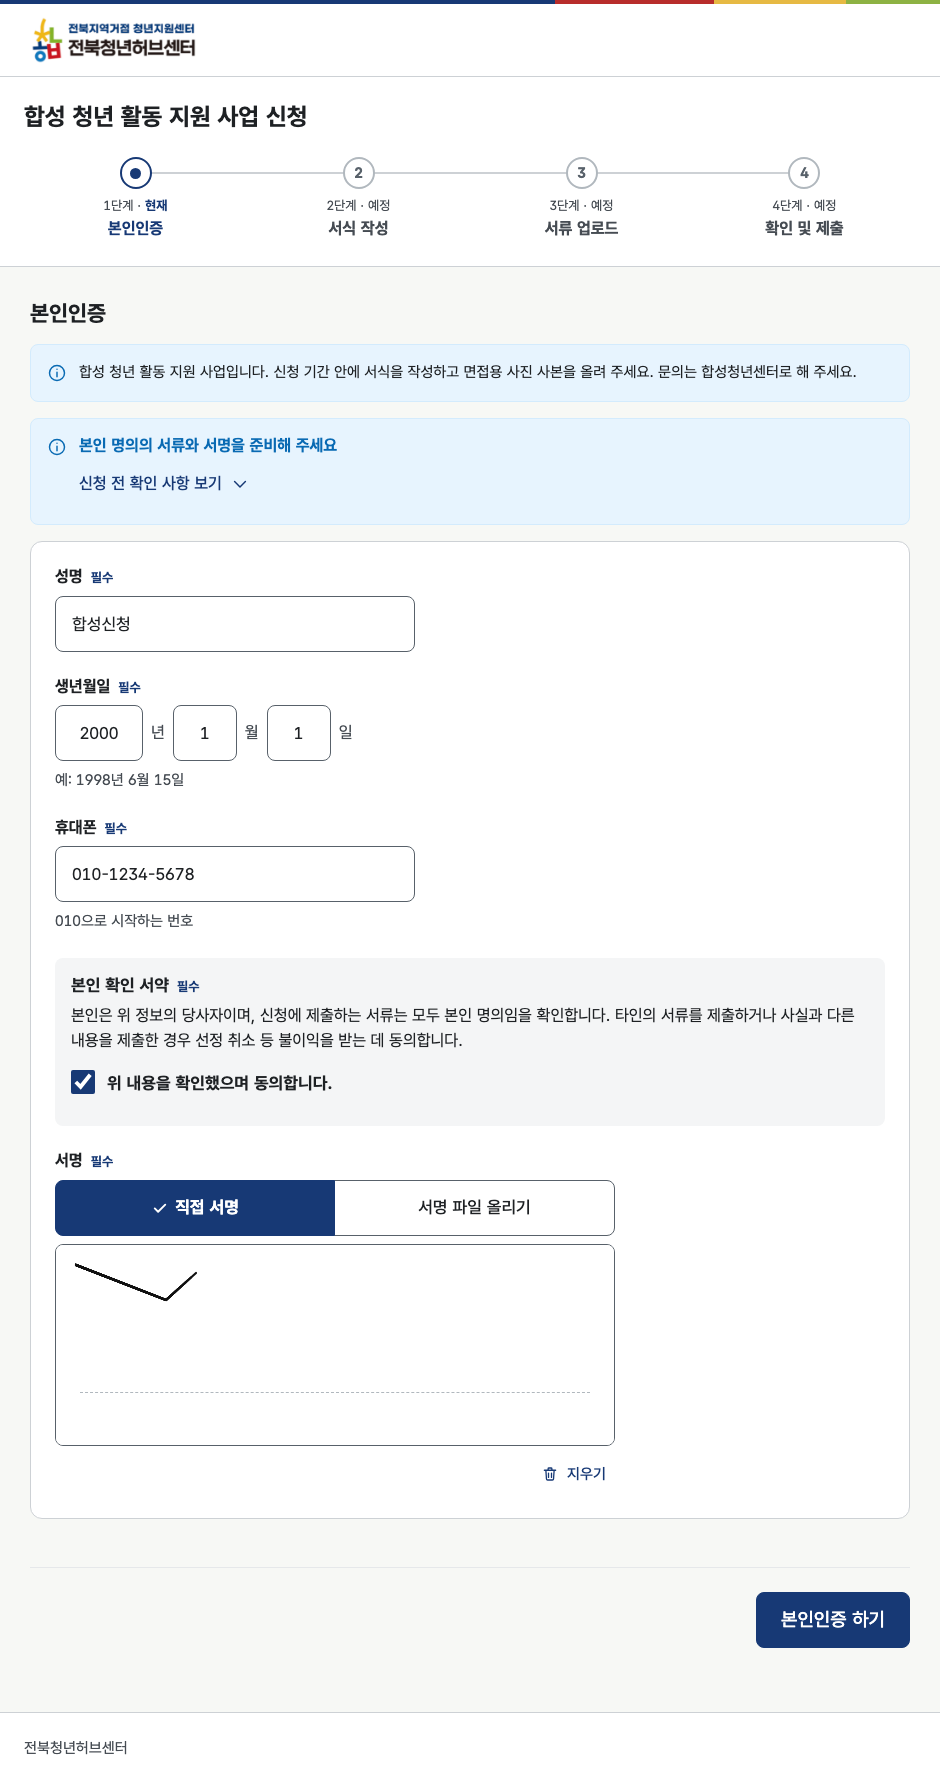 전북지역거점 청년지원센터
전북청년허브센터
합성 청년 활동 지원 사업 신청
2
3
4
1단계 · 현재
2단계 · 예정
3단계 · 예정
4단계 · 예정
본인인증
서식 작성
서류 업로드
확인 및 제출
본인인증
합성 청년 활동 지원 사업입니다. 신청 기간 안에 서식을 작성하고 면접용 사진 사본을 올려 주세요. 문의는 합성청년센터로 해 주세요.
본인 명의의 서류와 서명을 준비해 주세요
신청 전 확인 사항 보기
성명 필수
합성신청
생년월일 필수
2000 년 1 월 1 일
예: 1998년 6월 15일
휴대폰 필수
010-1234-5678
010으로 시작하는 번호
본인 확인 서약 필수
본인은 위 정보의 당사자이며, 신청에 제출하는 서류는 모두 본인 명의임을 확인합니다. 타인의 서류를 제출하거나 사실과 다른
내용을 제출한 경우 선정 취소 등 불이익을 받는 데 동의합니다.
위 내용을 확인했으며 동의합니다.
서명 필수
직접 서명
서명 파일 올리기
지우기
본인인증 하기
전북청년허브센터